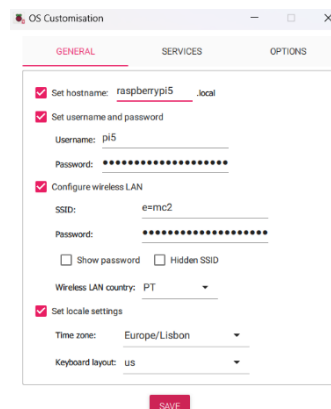 OS Customisation
GENERAL SERVICES OPTIONS
Set hostname: raspberrypi5 .local
Set username and password
Username: pi5
Password: ••••••••••••••••••••
Configure wireless LAN
SSID: e=mc2
Password: ••••••••••••••••••••
Show password Hidden SSID
Wireless LAN country: PT
Set locale settings
Time zone: Europe/Lisbon
Keyboard layout: us
SAVE